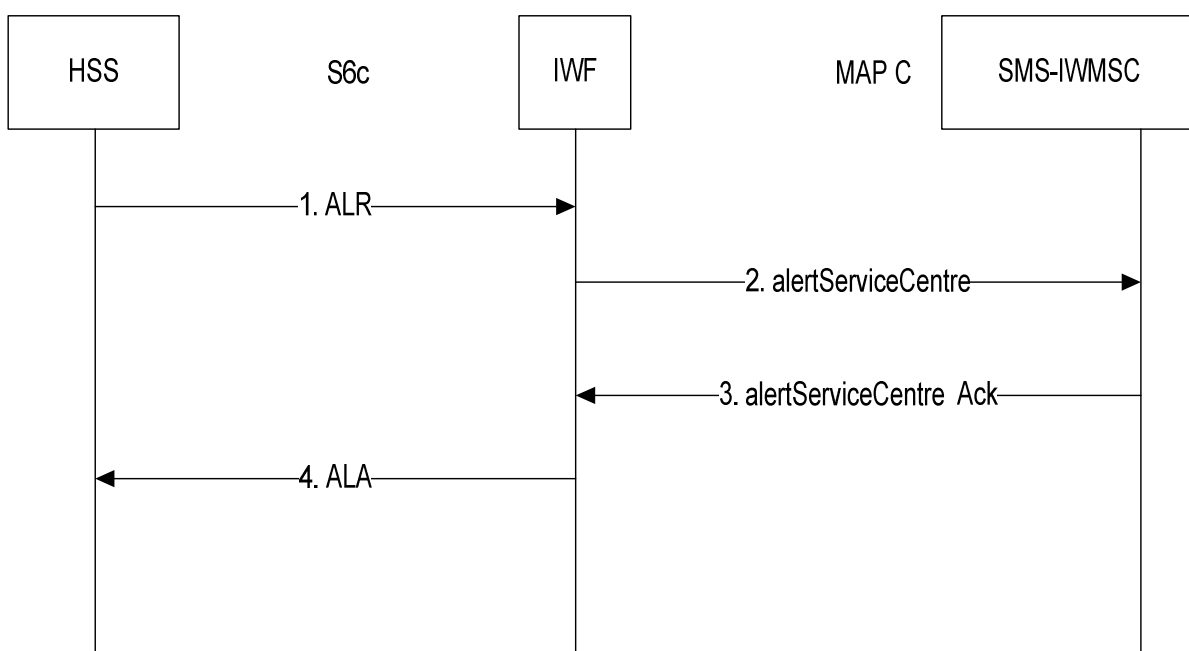 HSS
S6c
IWF
MAP C
SMS-IWMSC
1. ALR
2. alertServiceCentre
3. alertServiceCentre Ack
4. ALA